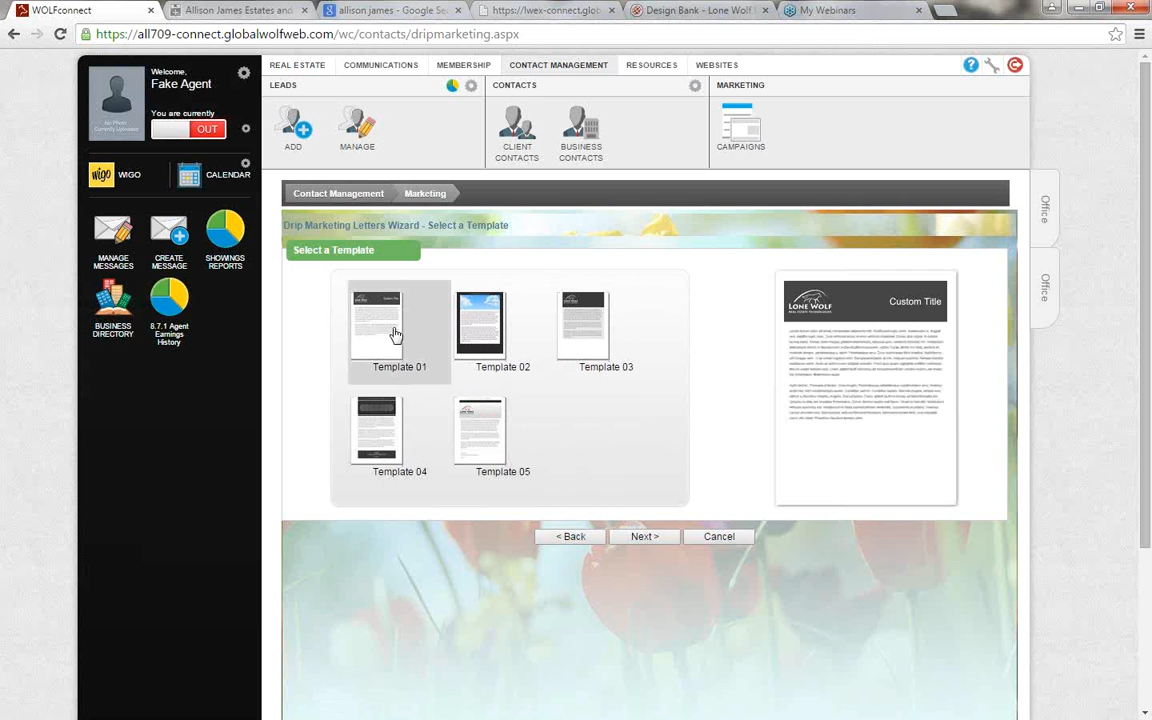 WOLFconnect
Allison James Estates and
allison james - Google Se
https://lwex-connect.glob
Design Bank - Lone Wolf
My Webinars
https://all709-connect.globalwolfweb.com/wc/contacts/dripmarketing.aspx
Welcome,
Fake Agent
You are currently
OUT
WIGO
WIGO
CALENDAR
MANAGE MESSAGES
CREATE MESSAGE
SHOWINGS REPORTS
BUSINESS DIRECTORY
8.7.1 Agent Earnings History
REAL ESTATE
COMMUNICATIONS
MEMBERSHIP
CONTACT MANAGEMENT
RESOURCES
WEBSITES
LEADS
CONTACTS
MARKETING
ADD
MANAGE
CLIENT CONTACTS
BUSINESS CONTACTS
CAMPAIGNS
Contact Management
Marketing
Drip Marketing Letters Wizard - Select a Template
Select a Template
Template 01
Template 02
Template 03
Template 04
Template 05
LONE WOLF
Custom Title
< Back
Next >
Cancel
Office
Office